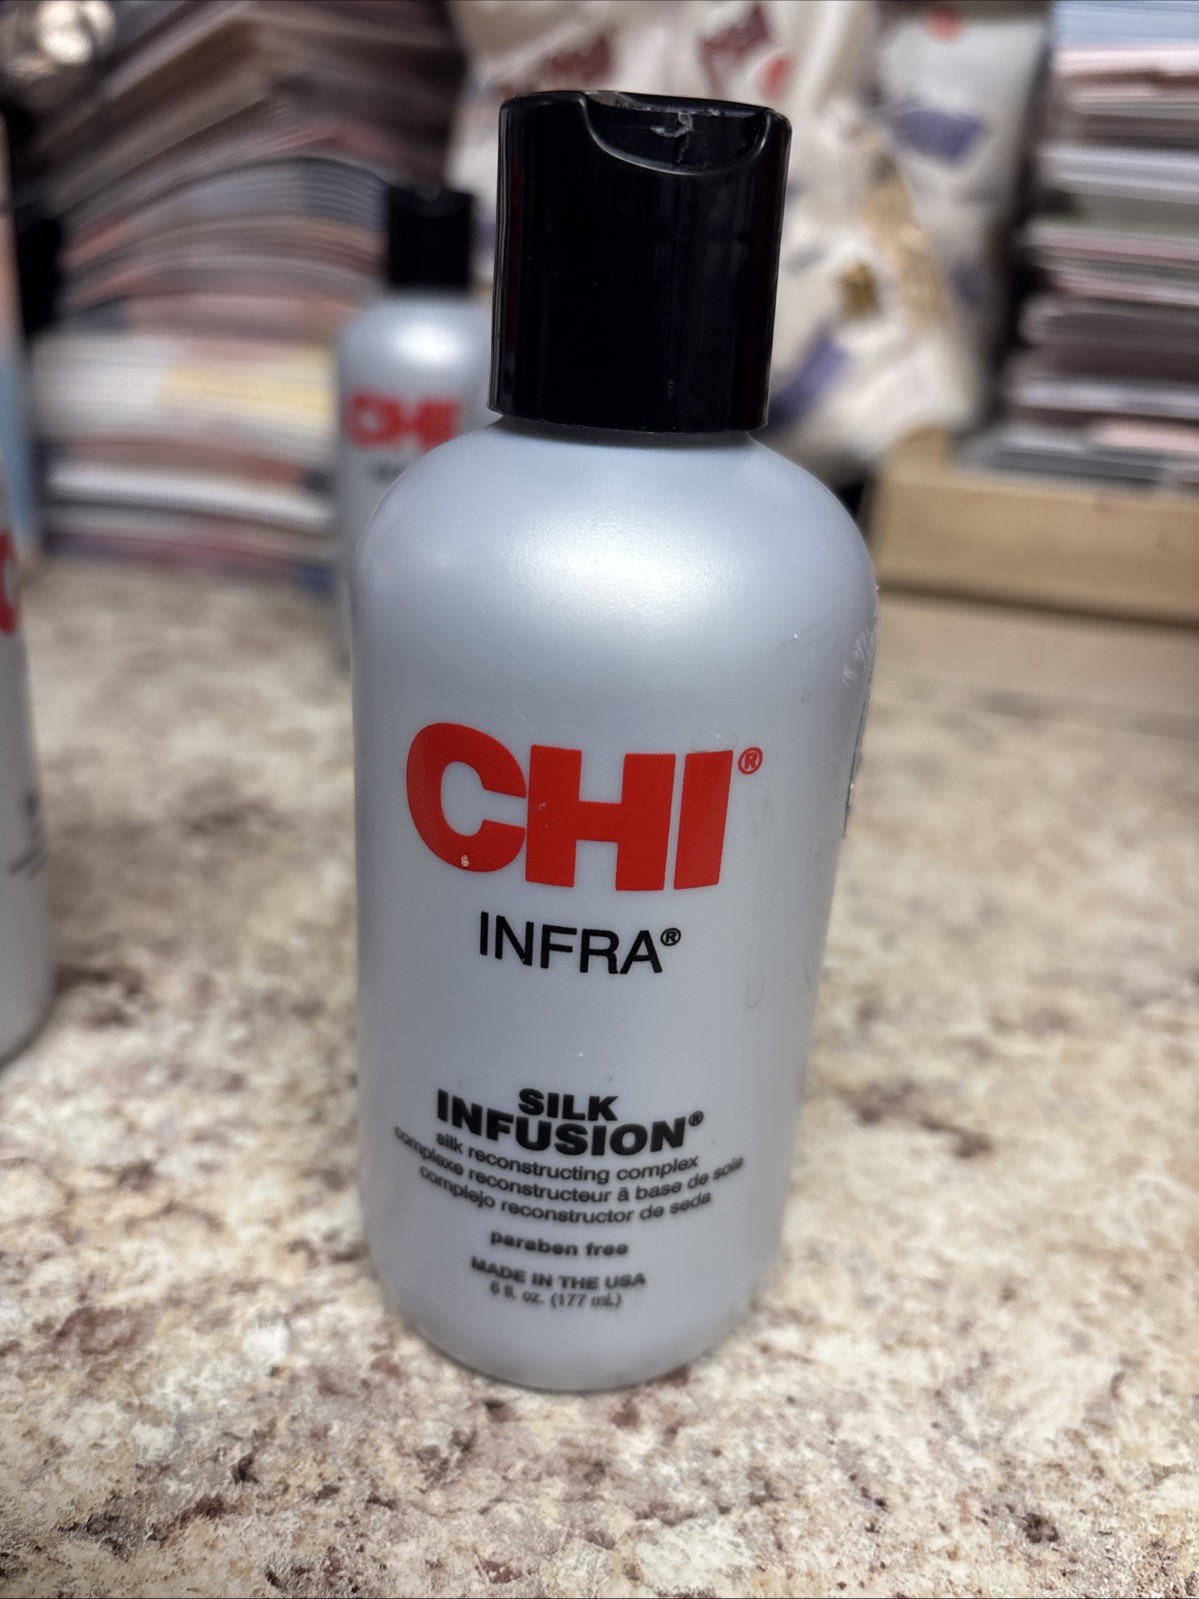 CHI®
INFRA®
SILK
INFUSION®
silk reconstructing complex
complexe reconstructeur à base de soie
complejo reconstructor de seda
paraben free
MADE IN THE USA
6 fl. oz. (177 mL)
CHI